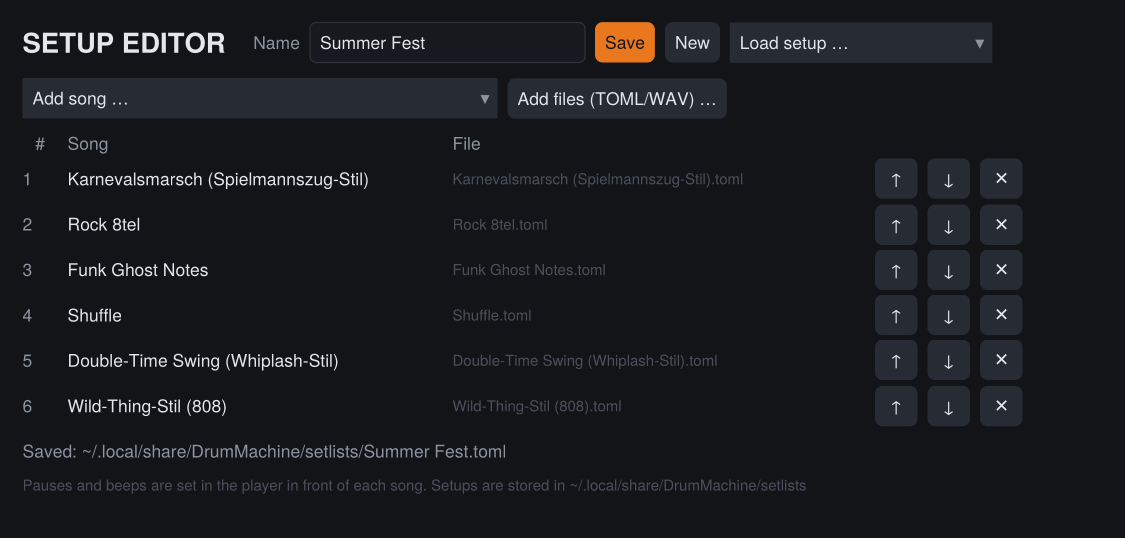 SETUP EDITOR Name Summer Fest Save New Load setup ... ▼
Add song ... ▼ Add files (TOML/WAV) ...
# Song File
1 Karnevalsmarsch (Spielmannszug-Stil) Karnevalsmarsch (Spielmannszug-Stil).toml ↑ ↓ ✕
2 Rock 8tel Rock 8tel.toml ↑ ↓ ✕
3 Funk Ghost Notes Funk Ghost Notes.toml ↑ ↓ ✕
4 Shuffle Shuffle.toml ↑ ↓ ✕
5 Double-Time Swing (Whiplash-Stil) Double-Time Swing (Whiplash-Stil).toml ↑ ↓ ✕
6 Wild-Thing-Stil (808) Wild-Thing-Stil (808).toml ↑ ↓ ✕
Saved: ~/.local/share/DrumMachine/setlists/Summer Fest.toml
Pauses and beeps are set in the player in front of each song. Setups are stored in ~/.local/share/DrumMachine/setlists